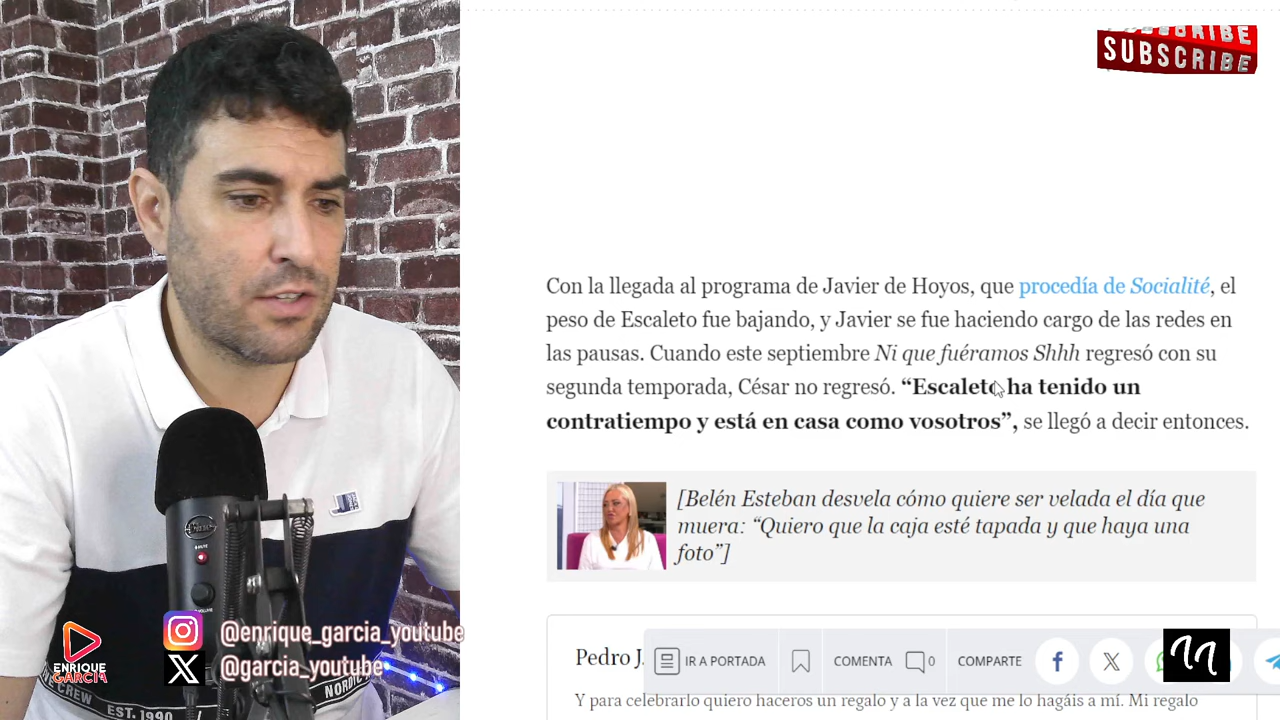 SUBSCRIBE
Con la llegada al programa de Javier de Hoyos, que procedía de Socialité, el
peso de Escaleto fue bajando, y Javier se fue haciendo cargo de las redes en
las pausas. Cuando este septiembre Ni que fuéramos Shhh regresó con su
segunda temporada, César no regresó. “Escaleto ha tenido un
contratiempo y está en casa como vosotros”, se llegó a decir entonces.
[Belén Esteban desvela cómo quiere ser velada el día que
muera: “Quiero que la caja esté tapada y que haya una
foto”]
Pedro J.
IR A PORTADA
COMENTA
0
COMPARTE
Y para celebrarlo quiero haceros un regalo y a la vez que me lo hagáis a mí. Mi regalo
@enrique_garcia_youtube
@garcia_youtube
ENRIQUE
GARCIA
CREW
EST. 1990
NORDIC